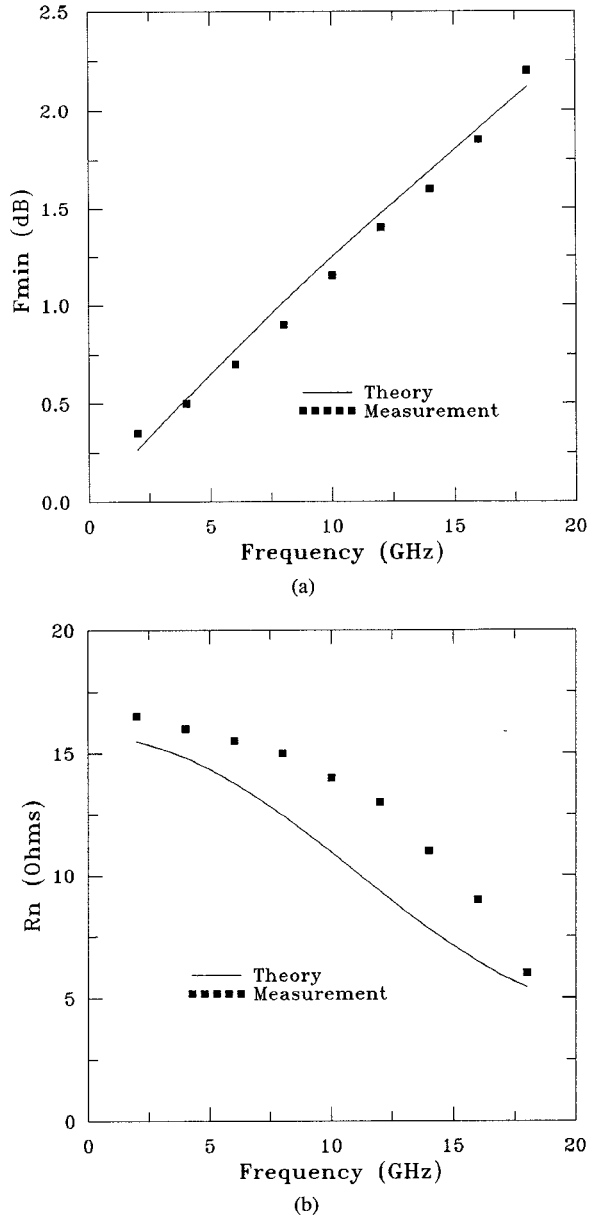 2.5
2.0
1.5
1.0
0.5
0.0
Fmin (dB)
Theory
Measurement
0 5 10 15 20
Frequency (GHz)
(a)
20
15
10
5
0
Rn (Ohms)
Theory
Measurement
0 5 10 15 20
Frequency (GHz)
(b)